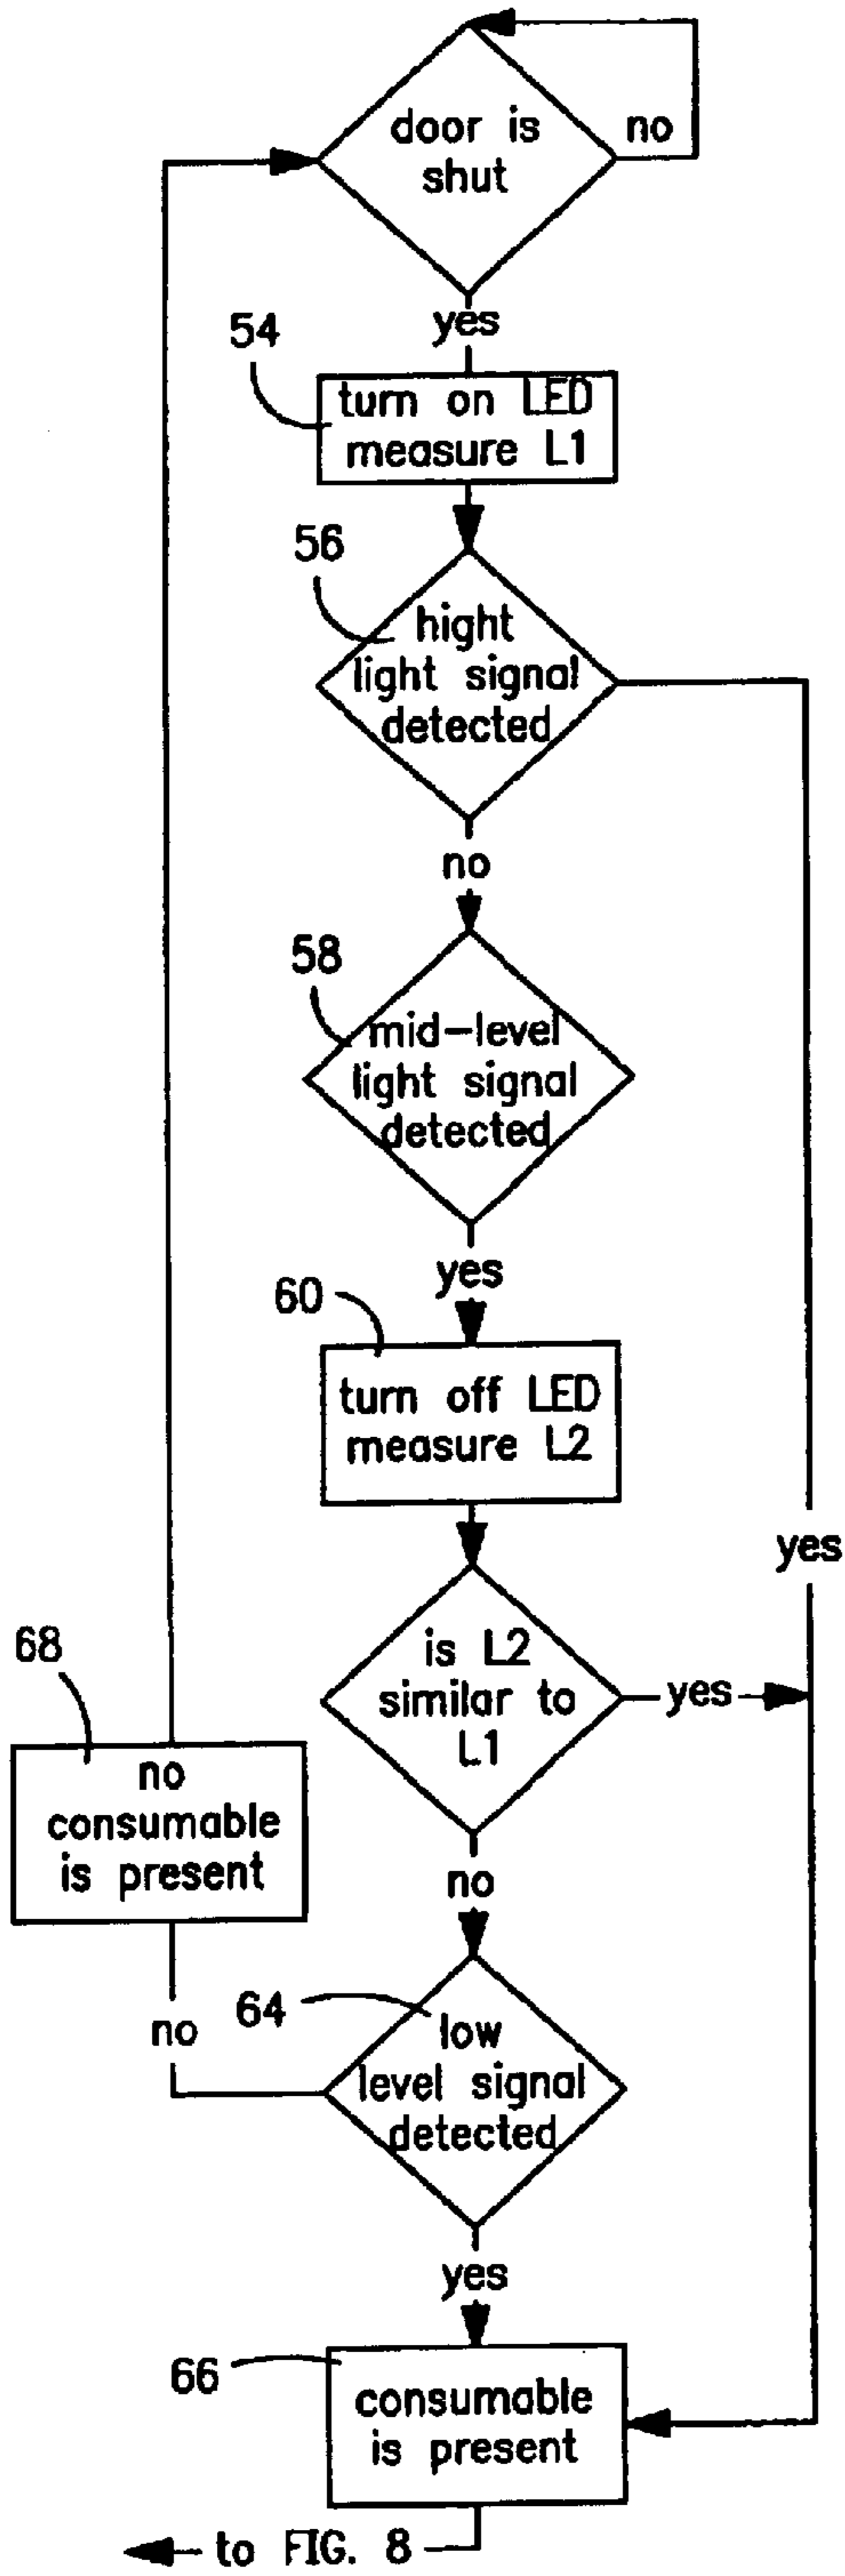 door is
shut
no
yes
54
turn on LED
measure L1
56
hight
light signal
detected
no
58
mid-level
light signal
detected
yes
60
turn off LED
measure L2
yes
is L2
similar to
L1
yes
68
no
consumable
is present
no
no
64
low
level signal
detected
yes
66
consumable
is present
to FIG. 8